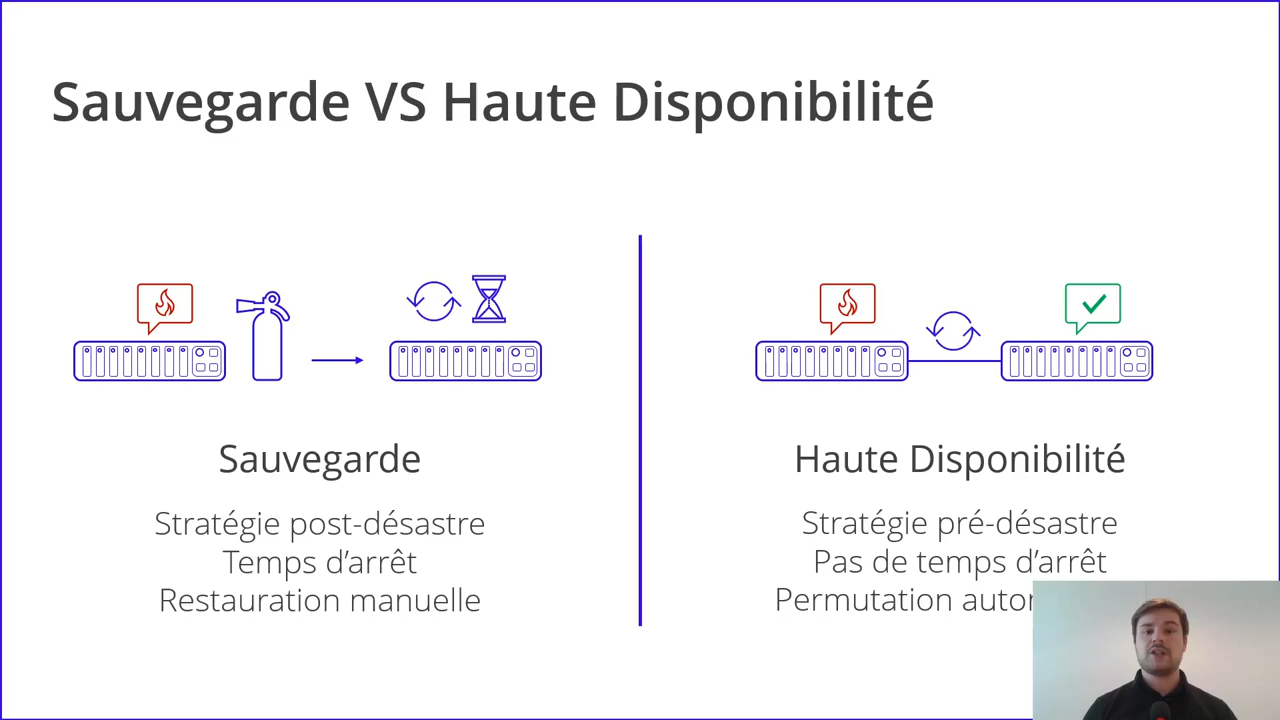 Sauvegarde VS Haute Disponibilité
Sauvegarde
Stratégie post-désastre
Temps d’arrêt
Restauration manuelle
Haute Disponibilité
Stratégie pré-désastre
Pas de temps d’arrêt
Permutation